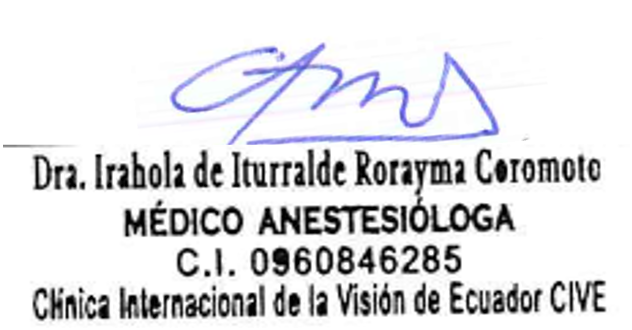 Dra. Irahola de Iturralde Rorayma Coromoto
MÉDICO ANESTESIÓLOGA
C.I. 0960846285
Clínica Internacional de la Visión de Ecuador CIVE